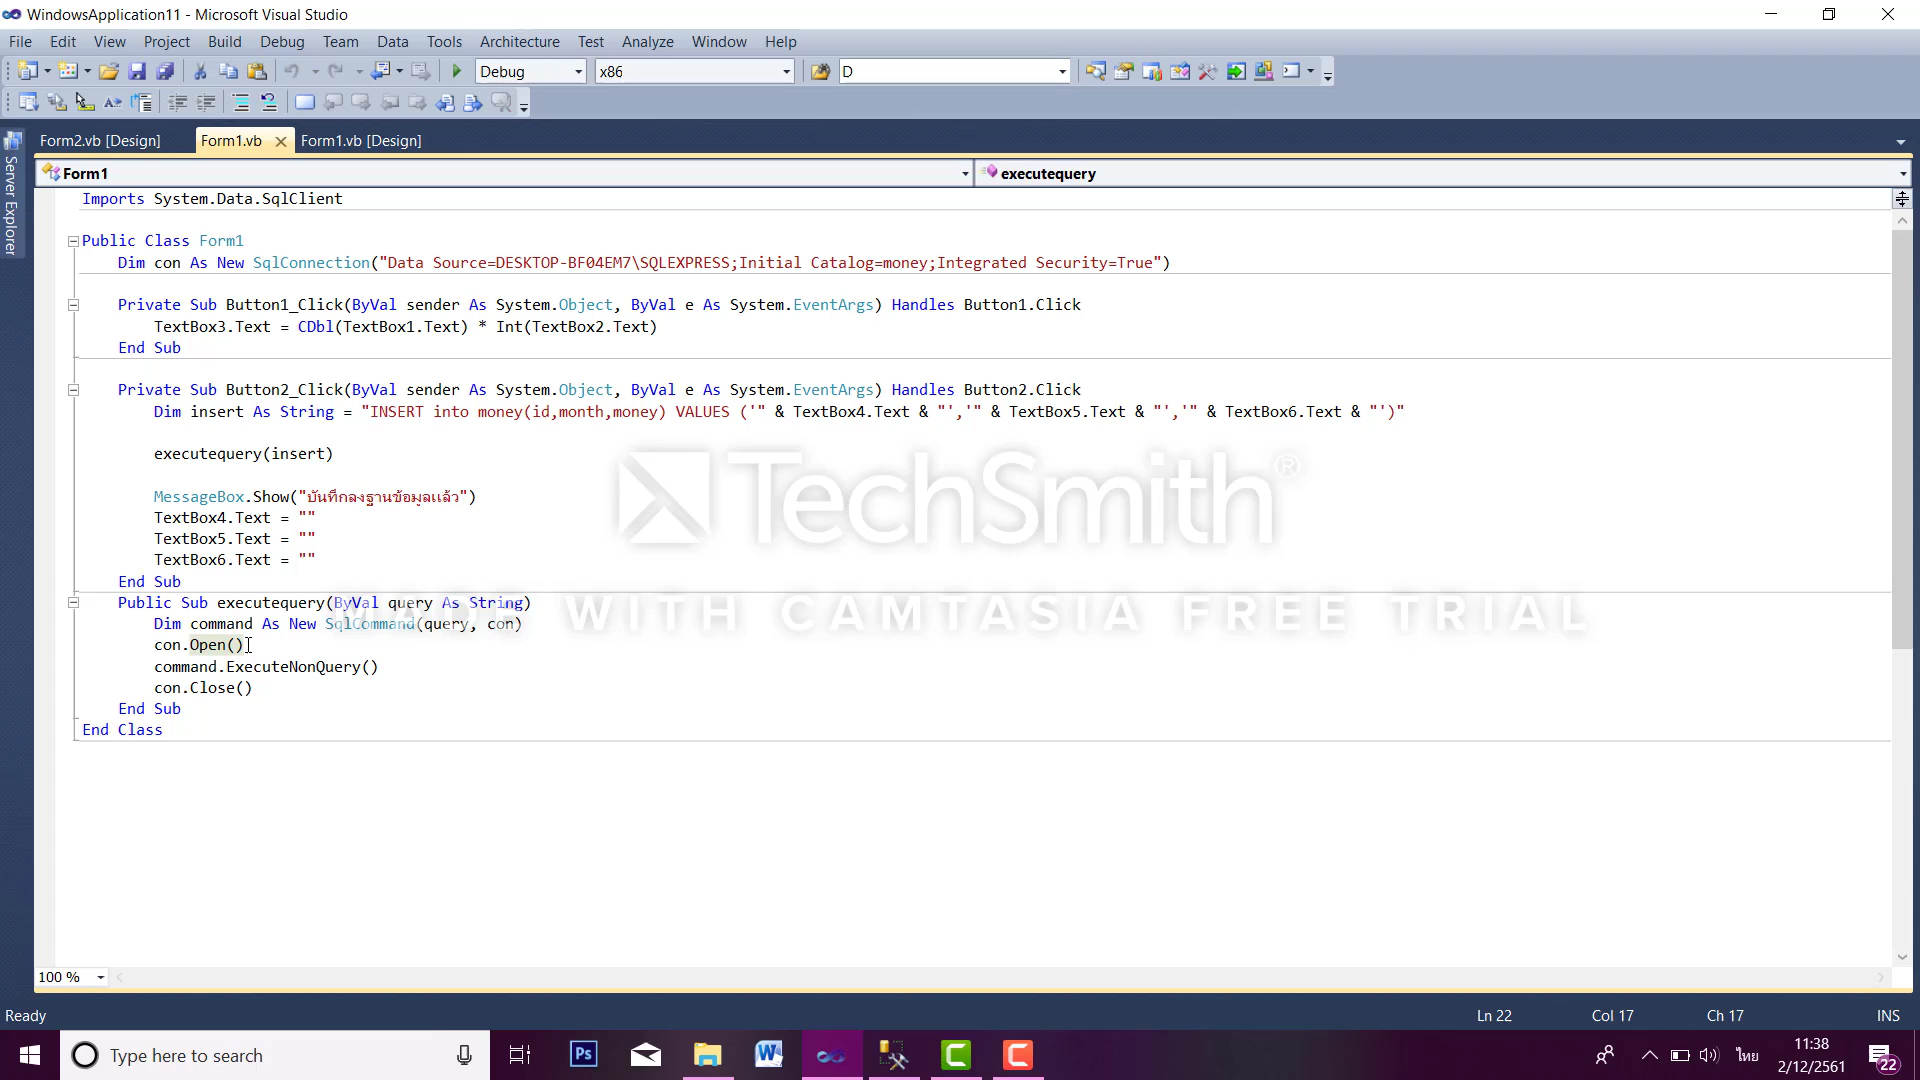 WindowsApplication11 - Microsoft Visual Studio
File Edit View Project Build Debug Team Data Tools Architecture Test Analyze Window Help
Debug x86 D
Form2.vb [Design] Form1.vb Form1.vb [Design]
Server Explorer
Form1 executequery
Imports System.Data.SqlClient
Public Class Form1
Dim con As New SqlConnection("Data Source=DESKTOP-BF04EM7\SQLEXPRESS;Initial Catalog=money;Integrated Security=True")
Private Sub Button1_Click(ByVal sender As System.Object, ByVal e As System.EventArgs) Handles Button1.Click
TextBox3.Text = CDbl(TextBox1.Text) * Int(TextBox2.Text)
End Sub
Private Sub Button2_Click(ByVal sender As System.Object, ByVal e As System.EventArgs) Handles Button2.Click
Dim insert As String = "INSERT into money(id,month,money) VALUES ('" & TextBox4.Text & "','" & TextBox5.Text & "','" & TextBox6.Text & "')"
executequery(insert)
MessageBox.Show("บันทึกลงฐานข้อมูลแล้ว")
TextBox4.Text = ""
TextBox5.Text = ""
TextBox6.Text = ""
End Sub
Public Sub executequery(ByVal query As String)
Dim command As New SqlCommand(query, con)
con.Open()
command.ExecuteNonQuery()
con.Close()
End Sub
End Class
TechSmith®
MADE WITH CAMTASIA FREE TRIAL
100 %
Ready Ln 22 Col 17 Ch 17 INS
Type here to search
Ps
W
ไทย
11:38
2/12/2561
22